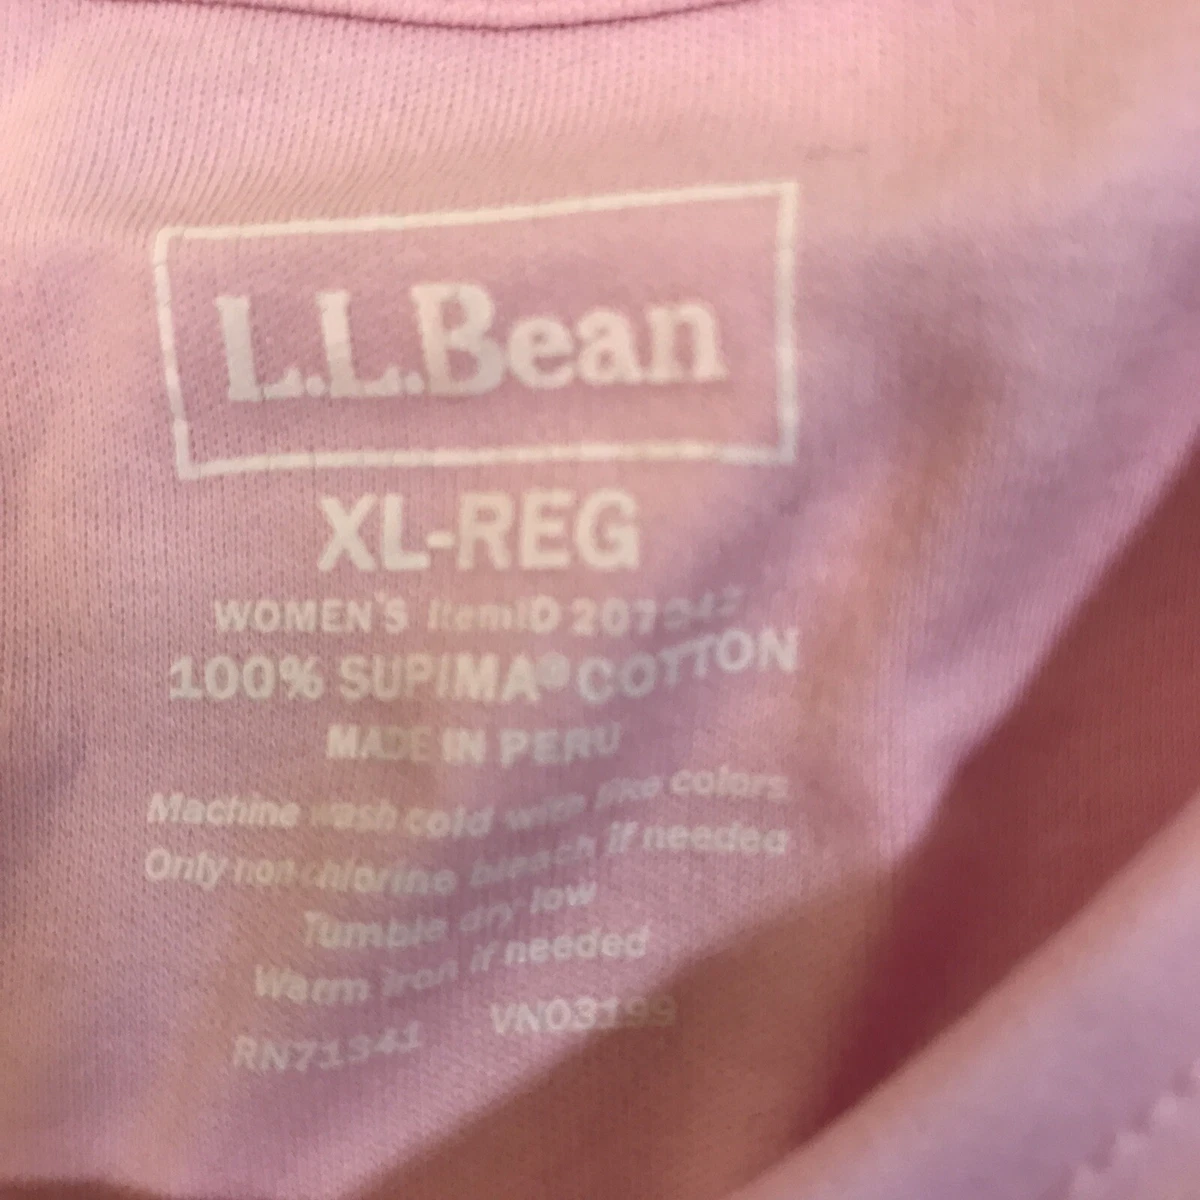 L.L.Bean
XL-REG
WOMEN'S ItemID
100% SUPIMA® COTTON
MADE IN PERU
Machine wash cold with like colors
Only non-chlorine bleach if needed
Tumble dry low
Warm iron if needed
VN03199